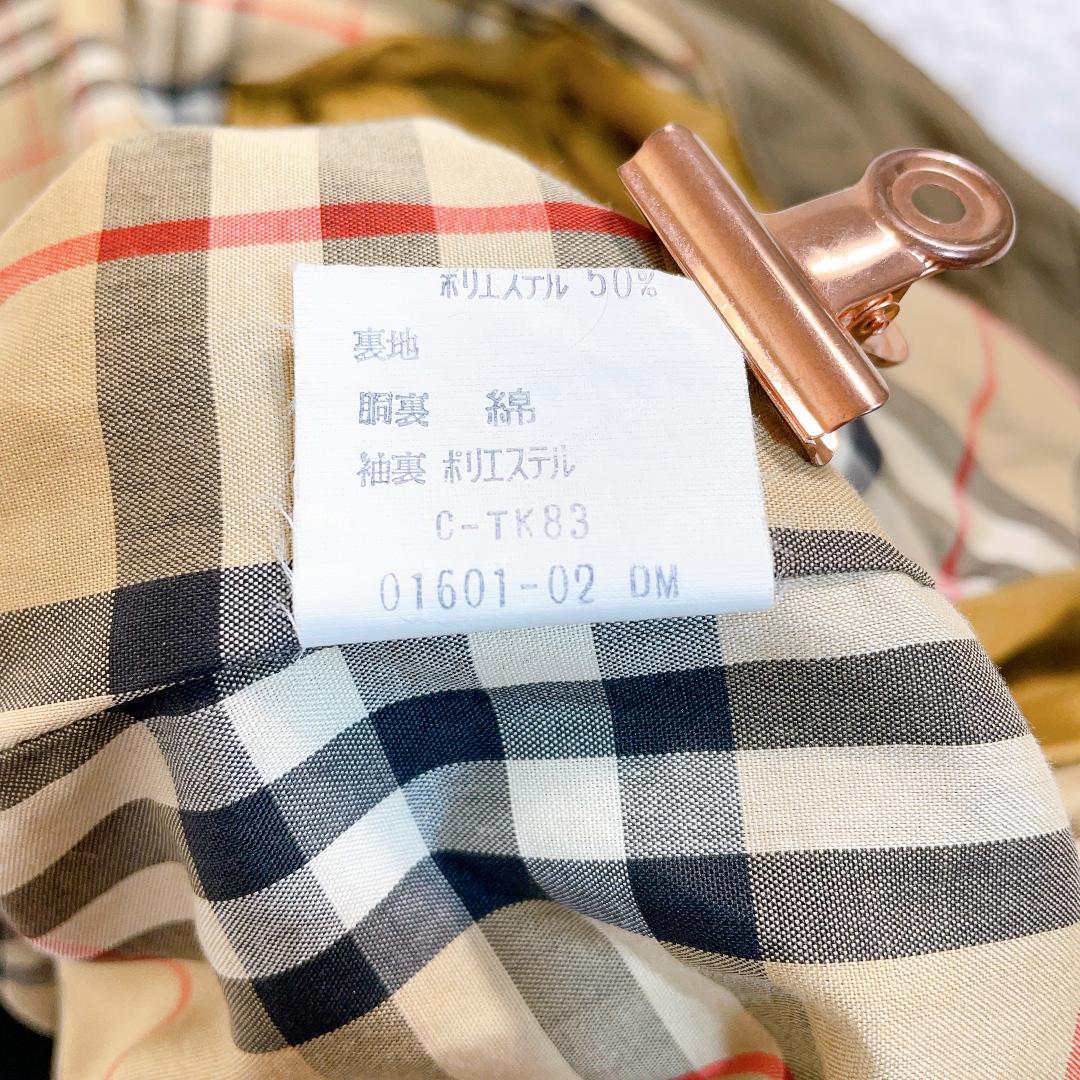 ポリエステル 50%
裏地
胴裏 綿
袖裏 ポリエステル
C-TK83
01601-02 DM